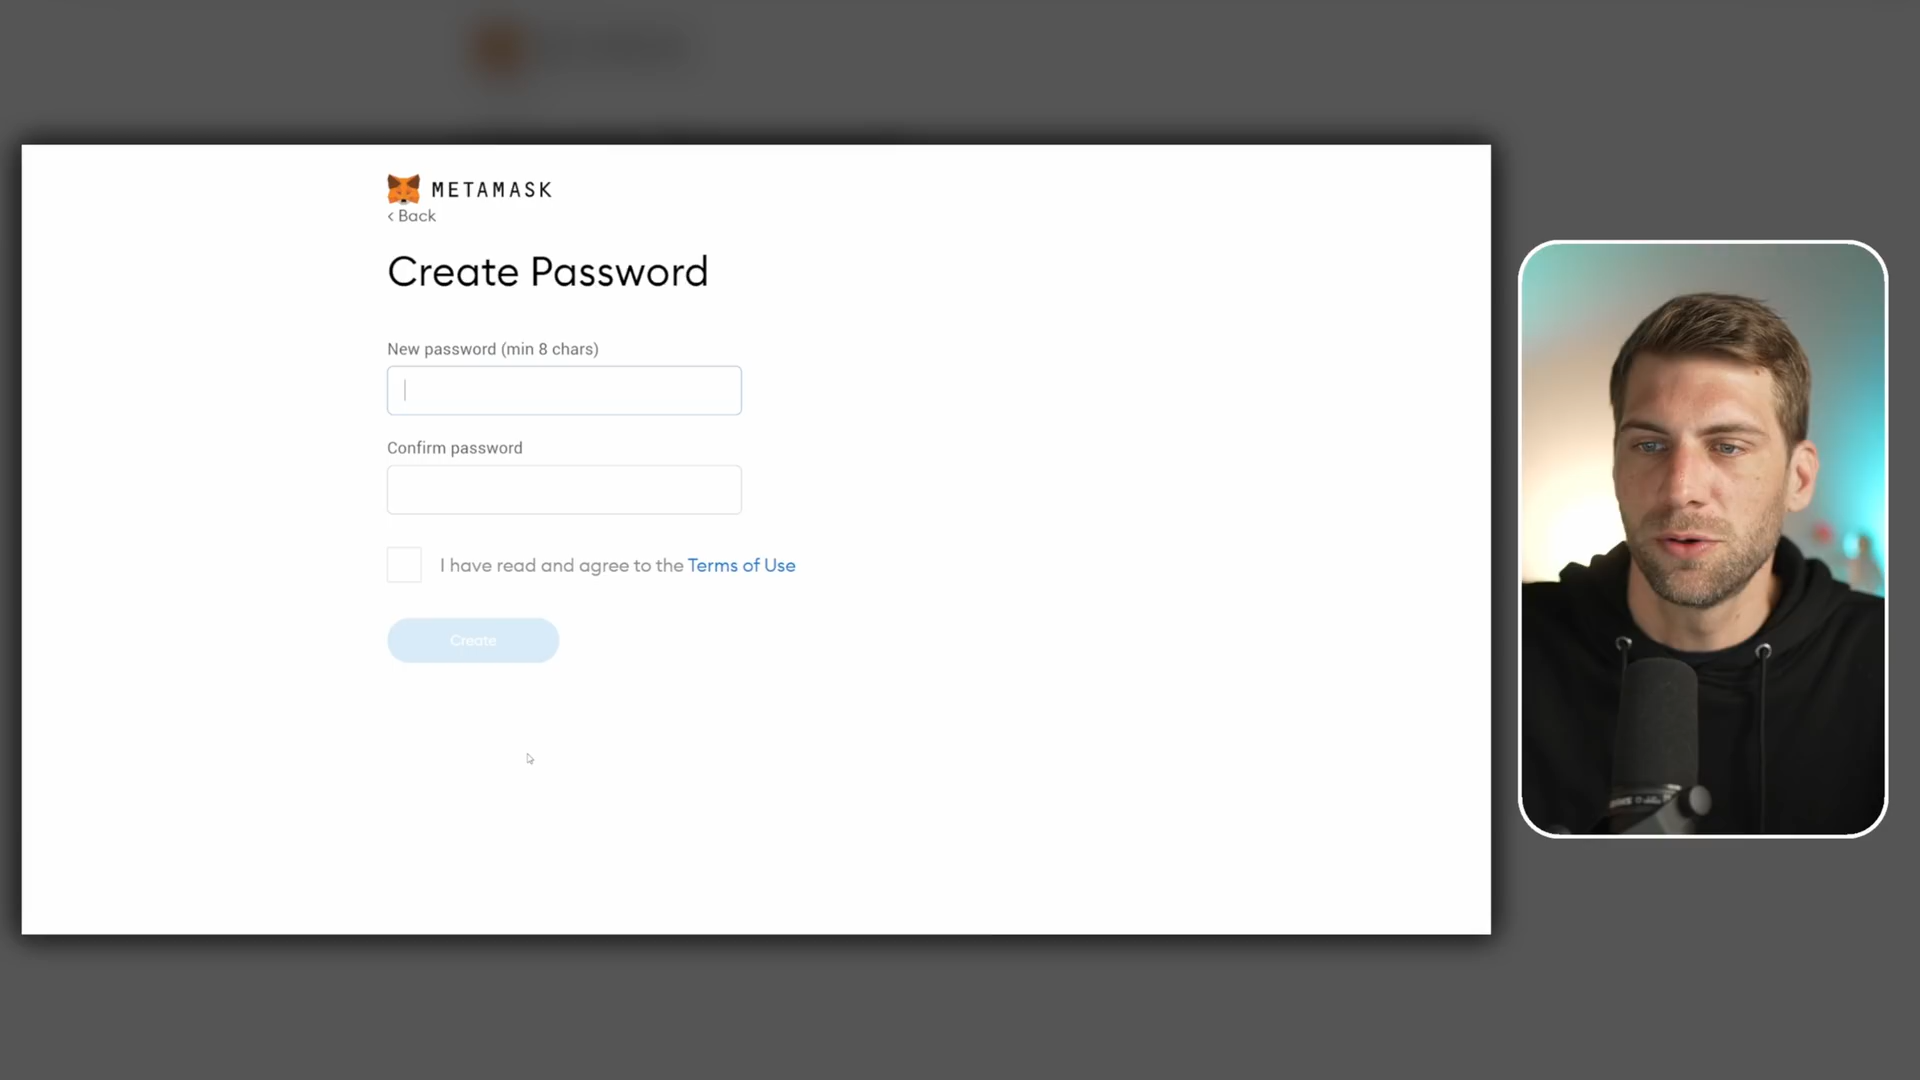 METAMASK
< Back
Create Password
New password (min 8 chars)
Confirm password
I have read and agree to the Terms of Use
Create